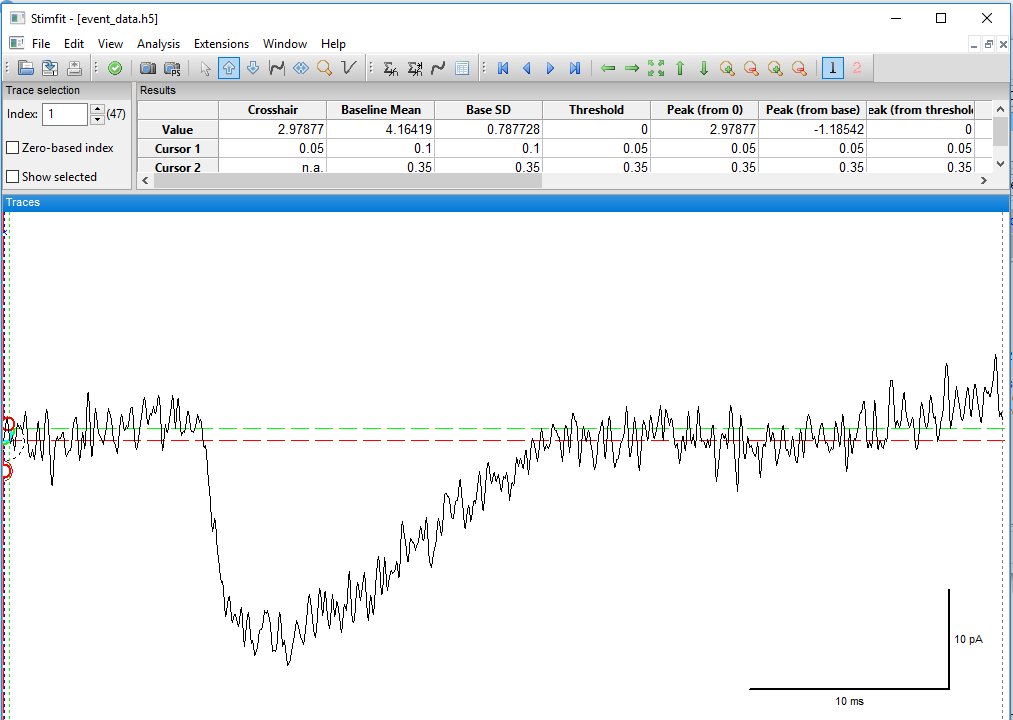 Stimfit - [event_data.h5]
File Edit View Analysis Extensions Window Help
PS 1 2
Trace selection
Index: 1 (47)
Zero-based index
Show selected
Results
Crosshair Baseline Mean Base SD Threshold Peak (from 0) Peak (from base) eak (from threshol
Value 2.97877 4.16419 0.787728 0 2.97877 -1.18542 0
Cursor 1 0.05 0.1 0.1 0.05 0.05 0.05 0.05
Cursor 2 n.a. 0.35 0.35 0.35 0.35 0.35 0.35
Traces
10 pA
10 ms